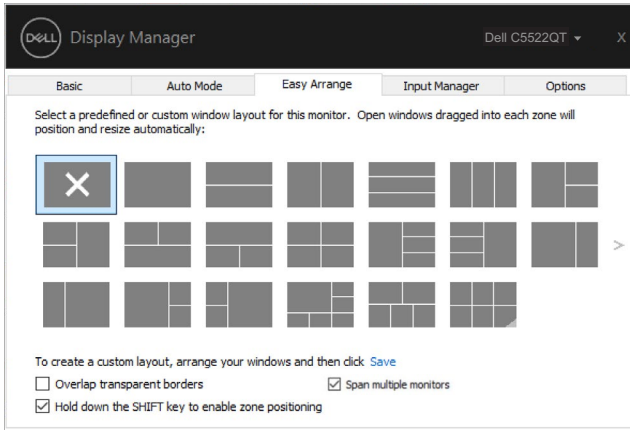 DELL Display Manager Dell C5522QT X
Basic Auto Mode Easy Arrange Input Manager Options
Select a predefined or custom window layout for this monitor. Open windows dragged into each zone will
position and resize automatically:
To create a custom layout, arrange your windows and then click Save
Overlap transparent borders Span multiple monitors
Hold down the SHIFT key to enable zone positioning